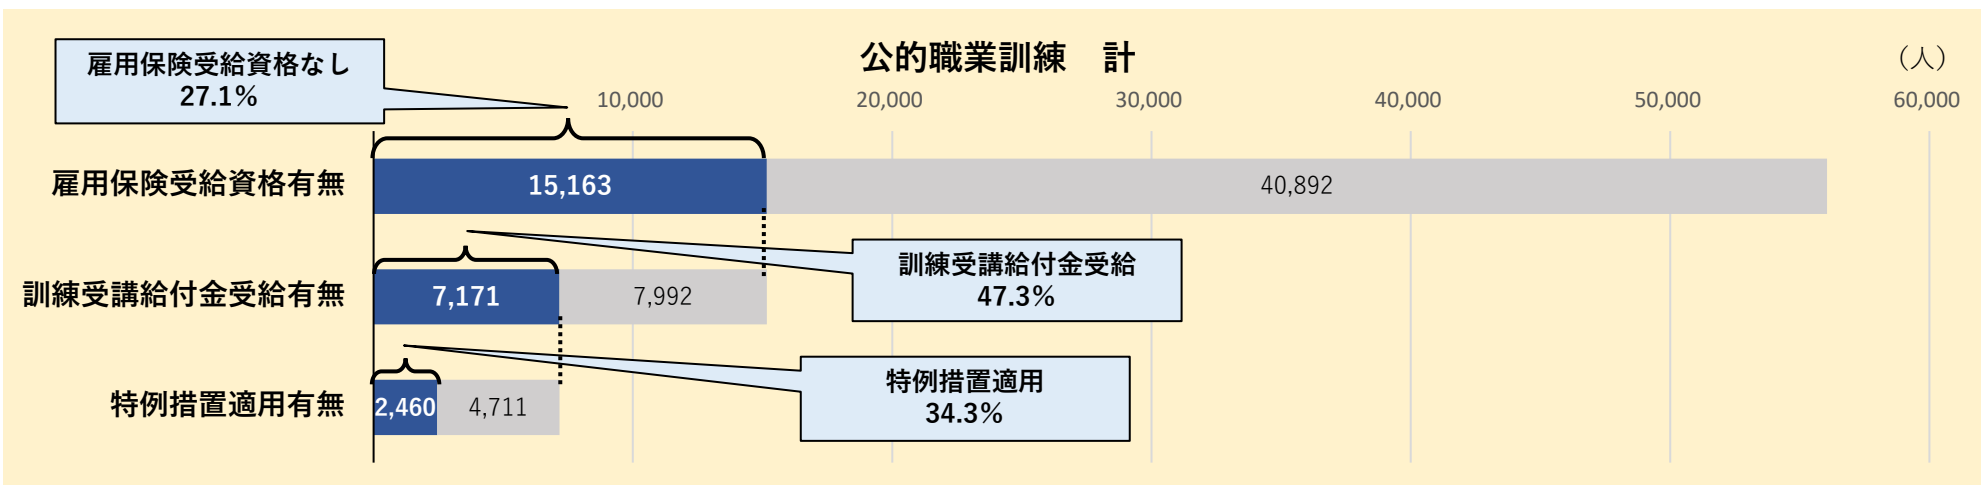 公的職業訓練　計
（人）
雇用保険受給資格なし
27.1%
10,000
20,000
30,000
40,000
50,000
60,000
雇用保険受給資格有無
15,163
40,892
訓練受講給付金受給
47.3%
訓練受講給付金受給有無
7,171
7,992
特例措置適用
34.3%
特例措置適用有無
2,460
4,711